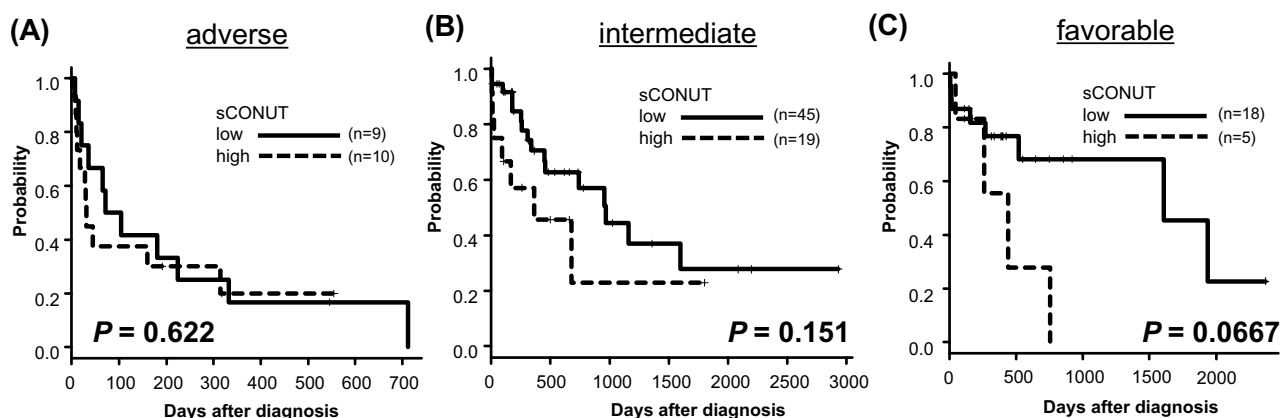 (A)
adverse
1.0
0.8
0.6
0.4
0.2
0.0
Probability
sCONUT
low (n=9)
high (n=10)
P = 0.622
0 100 200 300 400 500 600 700
Days after diagnosis
(B)
intermediate
1.0
0.8
0.6
0.4
0.2
0.0
Probability
sCONUT
low (n=45)
high (n=19)
P = 0.151
0 500 1000 1500 2000 2500 3000
Days after diagnosis
(C)
favorable
1.0
0.8
0.6
0.4
0.2
0.0
Probability
sCONUT
low (n=18)
high (n=5)
P = 0.0667
0 500 1000 1500 2000
Days after diagnosis